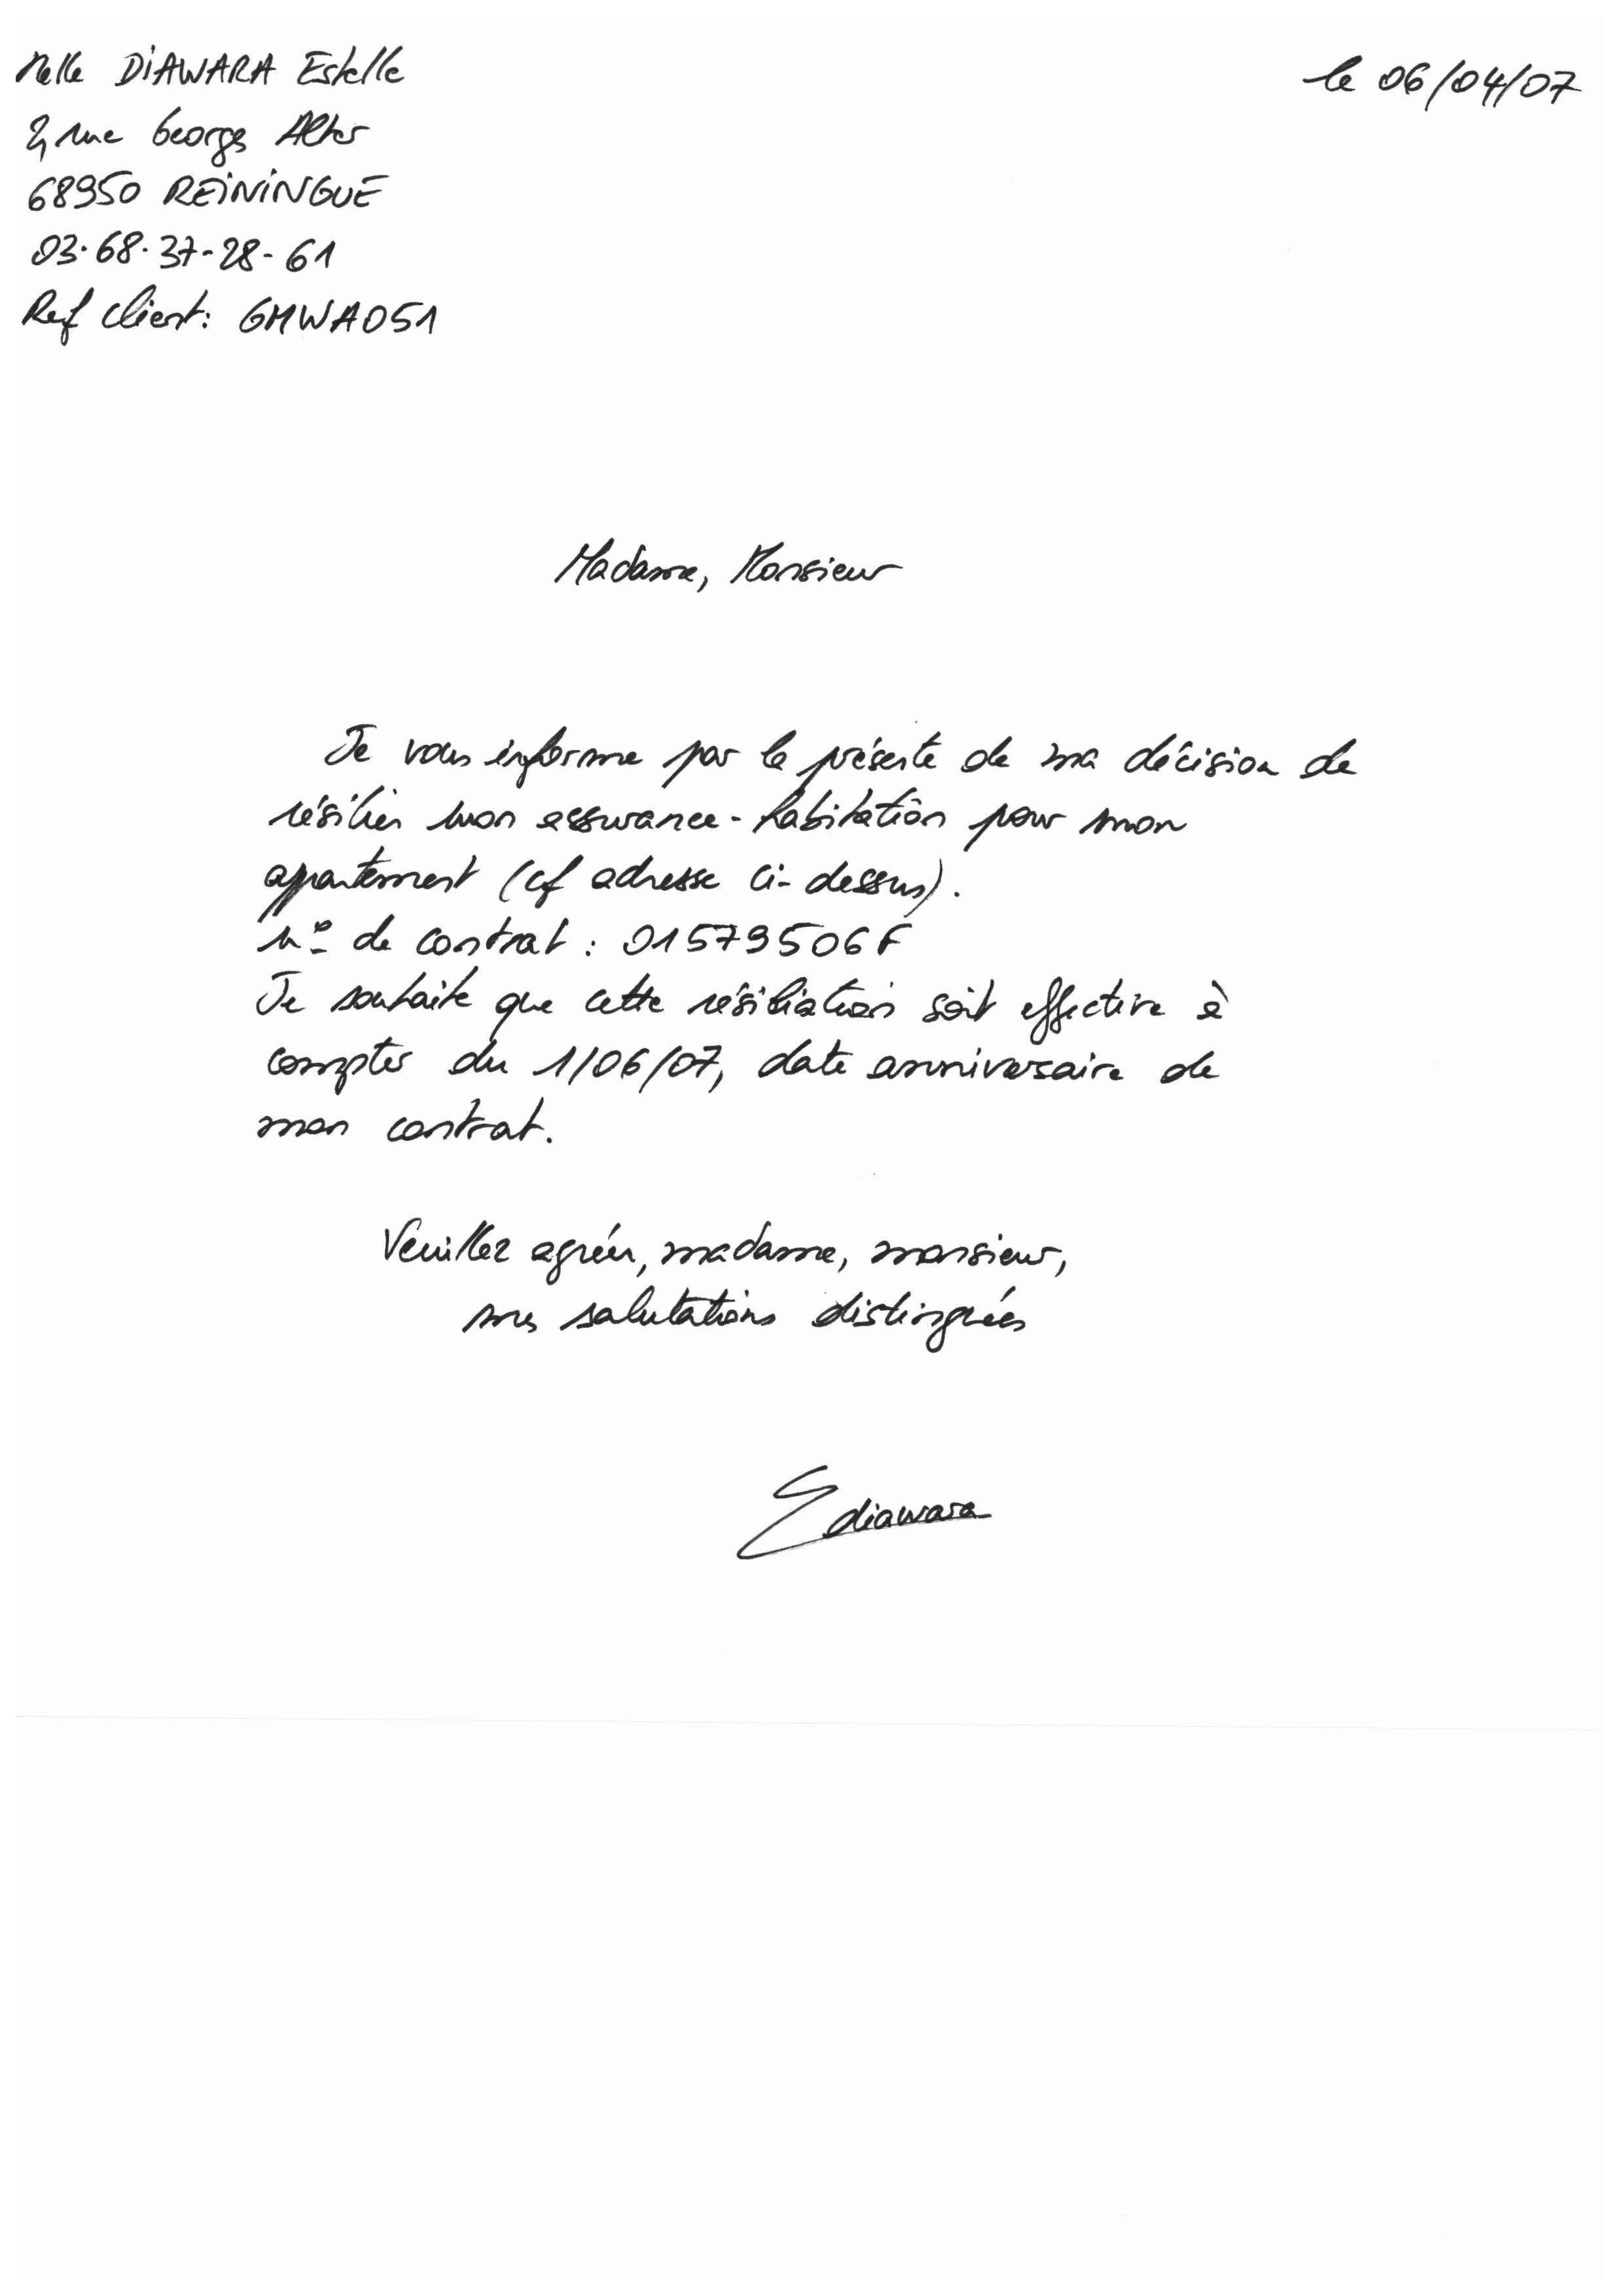 Melle DIAWARA Estelle
le 06/04/07
2, rue Georges Alter
68950 REININGUE
03.68.37-28-61
Ref client: GMWA051
Madame, Monsieur
Je vous informe par la présente de ma décision de
résilier mon assurance-habitation pour mon
appartement (cf adresse ci-dessus).
n° de contrat : 01579506F
Je souhaite que cette résiliation soit effective à
compter du 1/06/07, date anniversaire de
mon contrat.
Veuillez agréer, madame, monsieur,
mes salutations distinguées
Ediawara